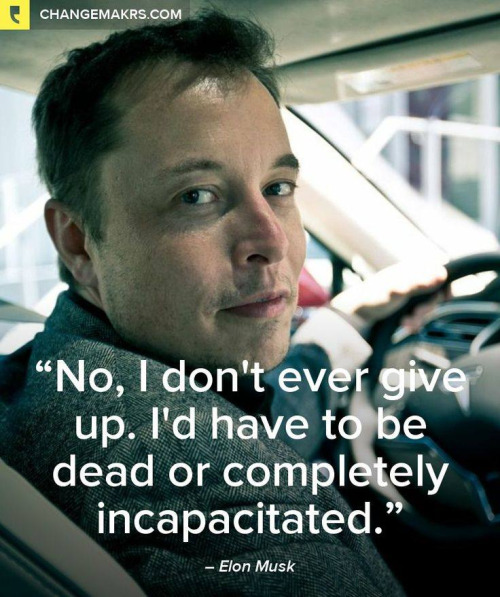 CHANGEMAKRS.COM
“No, I don't ever give
up. I'd have to be
dead or completely
incapacitated.”
– Elon Musk